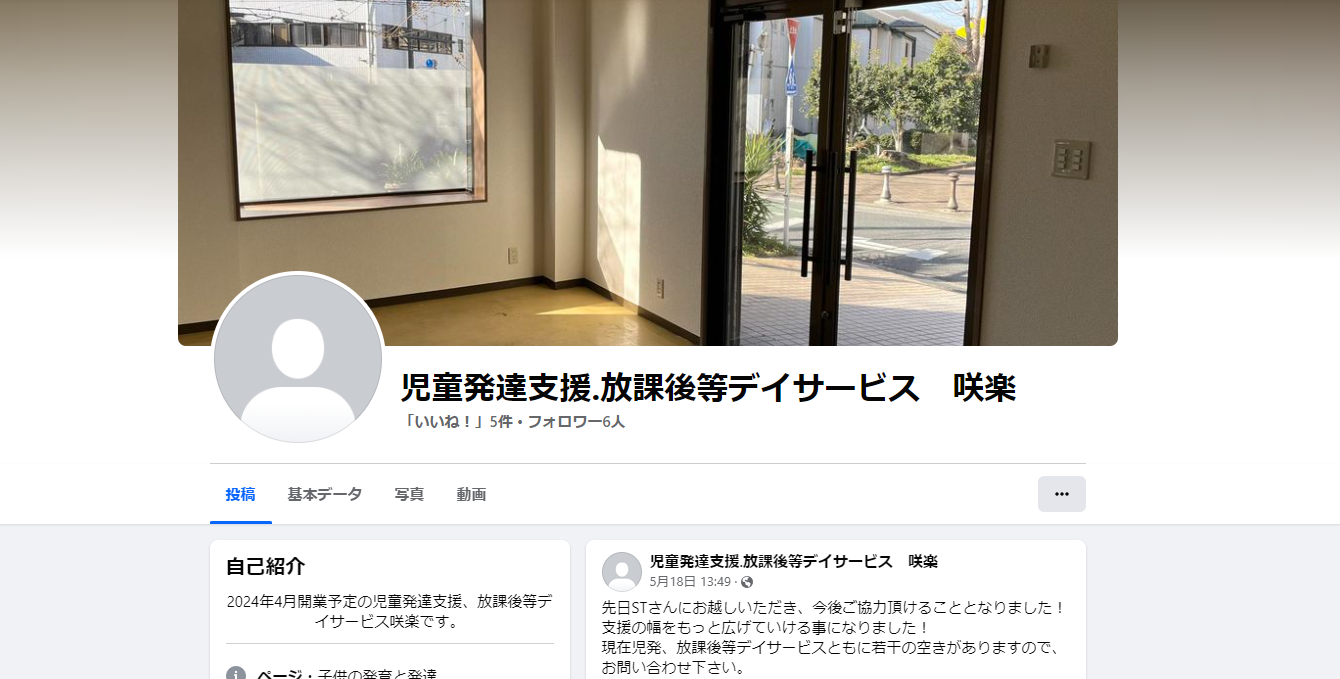 児童発達支援.放課後等デイサービス　咲楽
「いいね！」5件・フォロワー6人
投稿
基本データ
写真
動画
自己紹介
2024年4月開業予定の児童発達支援、放課後等デ
イサービス咲楽です。
ページ・子供の発育と発達
児童発達支援.放課後等デイサービス　咲楽
5月18日 13:49 ·
先日STさんにお越しいただき、今後ご協力頂けることとなりました！
支援の幅をもっと広げていける事になりました！
現在児発、放課後等デイサービスともに若干の空きがありますので、
お問い合わせ下さい。